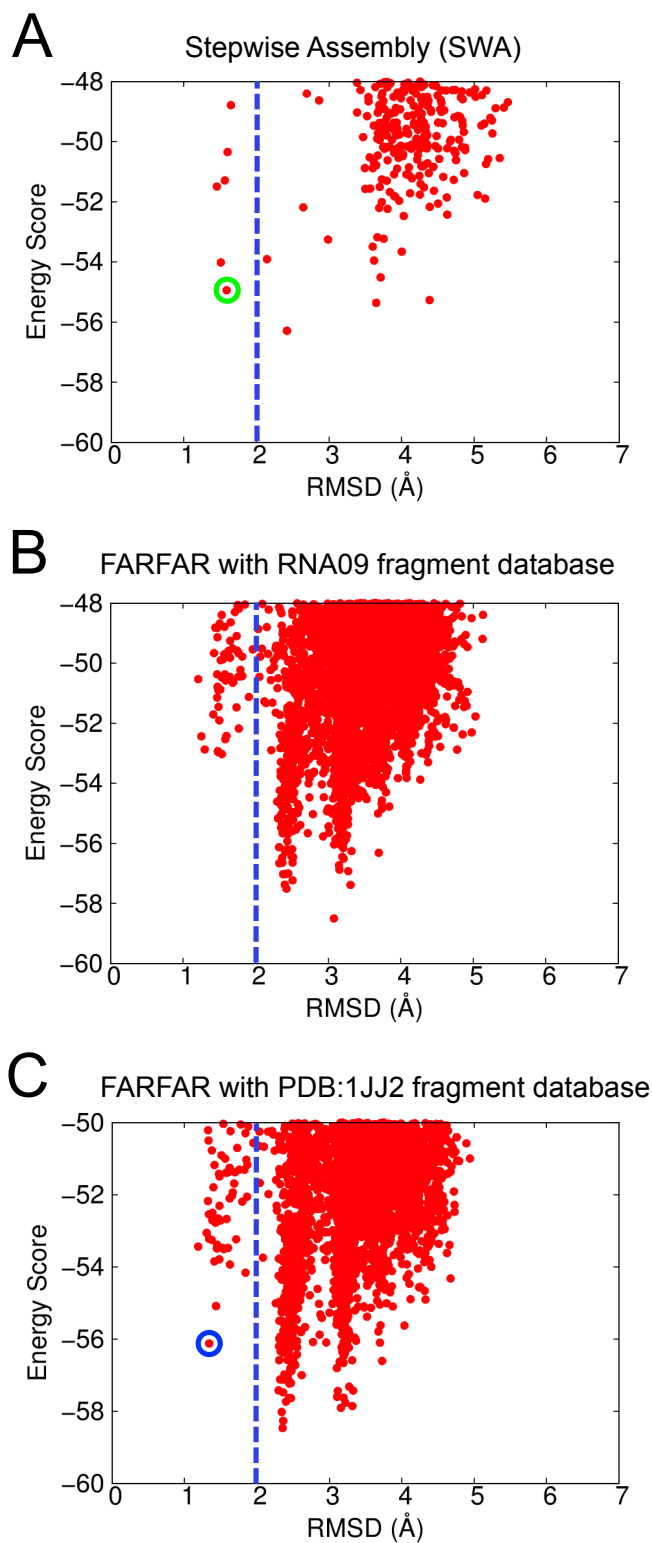 A
Stepwise Assembly (SWA)
Energy Score
−48
−50
−52
−54
−56
−58
−60
0 1 2 3 4 5 6 7
RMSD (Å)
B
FARFAR with RNA09 fragment database
Energy Score
−48
−50
−52
−54
−56
−58
−60
0 1 2 3 4 5 6 7
RMSD (Å)
C
FARFAR with PDB:1JJ2 fragment database
Energy Score
−50
−52
−54
−56
−58
−60
0 1 2 3 4 5 6 7
RMSD (Å)